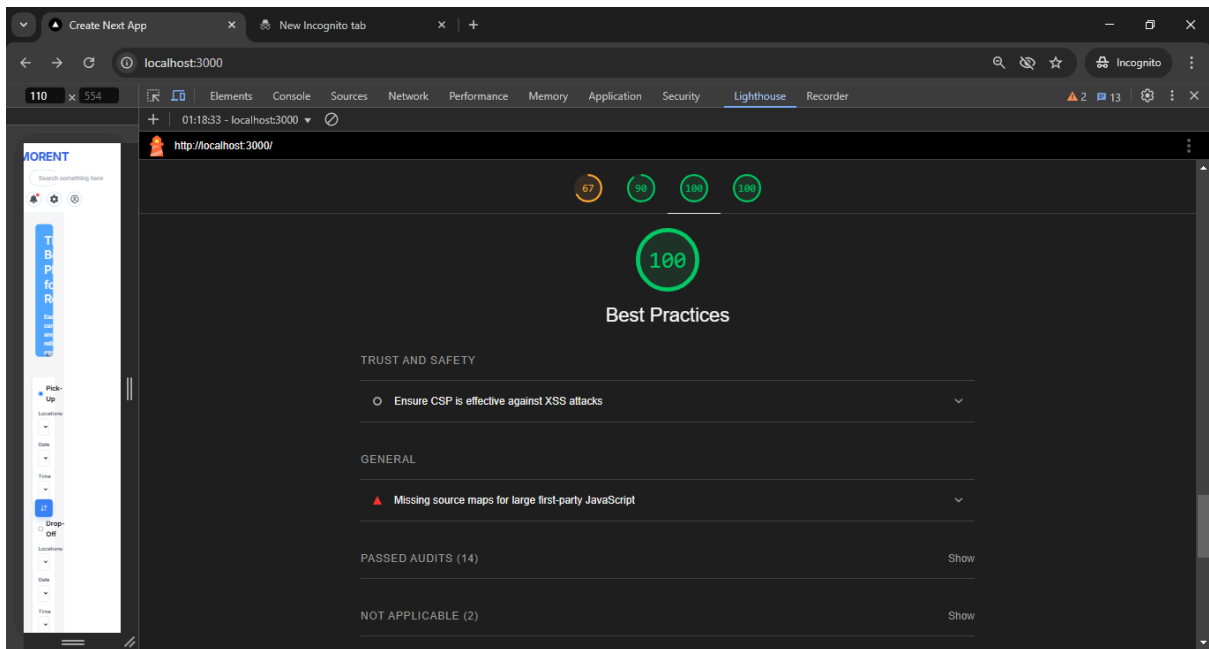 Create Next App
New Incognito tab
localhost:3000
Incognito
110 × 554
Elements Console Sources Network Performance Memory Application Security Lighthouse Recorder
2 13
01:18:33 - localhost:3000
http://localhost:3000/
MORENT
Search something here
67 90 100 100
100
Best Practices
TRUST AND SAFETY
Ensure CSP is effective against XSS attacks
GENERAL
Missing source maps for large first-party JavaScript
PASSED AUDITS (14) Show
NOT APPLICABLE (2) Show
Pick-
Up
Locations
Date
Time
Drop-
Off
Locations
Date
Time